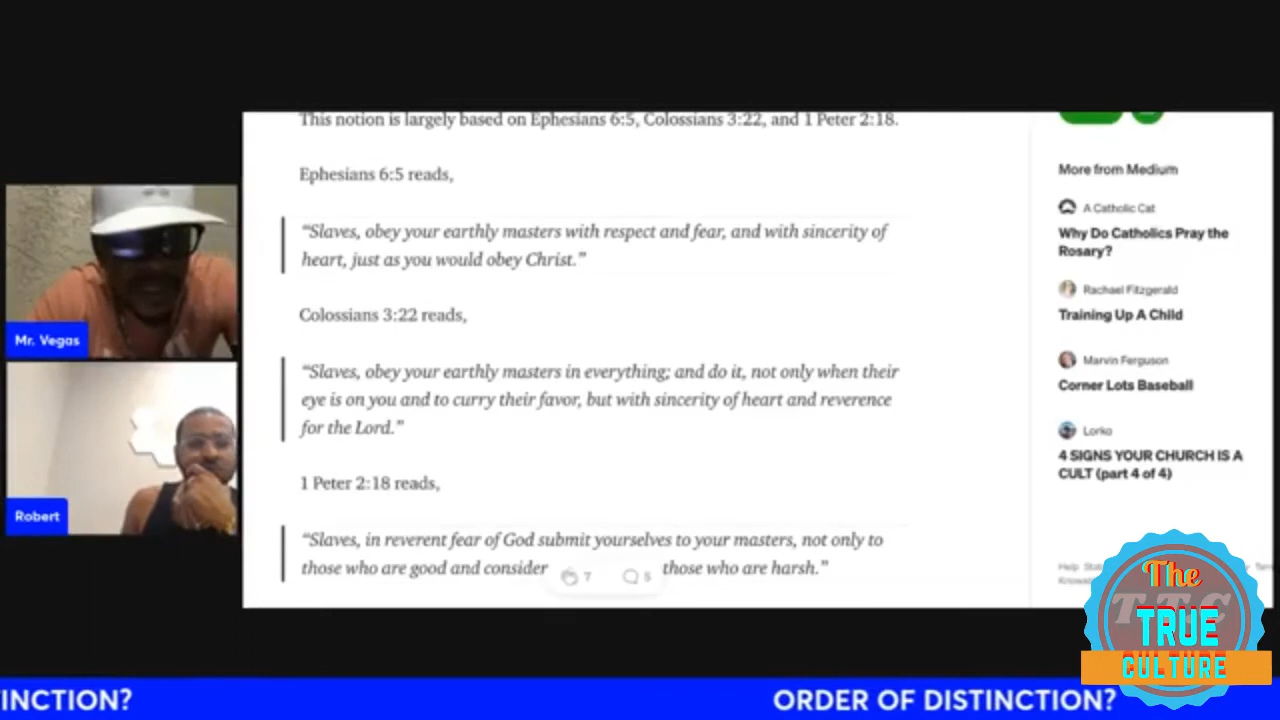 This notion is largely based on Ephesians 6:5, Colossians 3:22, and 1 Peter 2:18.
Ephesians 6:5 reads,
“Slaves, obey your earthly masters with respect and fear, and with sincerity of
heart, just as you would obey Christ.”
Colossians 3:22 reads,
“Slaves, obey your earthly masters in everything; and do it, not only when their
eye is on you and to curry their favor, but with sincerity of heart and reverence
for the Lord.”
1 Peter 2:18 reads,
“Slaves, in reverent fear of God submit yourselves to your masters, not only to
those who are good and consider those who are harsh.”
7 5
More from Medium
A Catholic Cat
Why Do Catholics Pray the
Rosary?
Rachael Fitzgerald
Training Up A Child
Marvin Ferguson
Corner Lots Baseball
Lorko
4 SIGNS YOUR CHURCH IS A
CULT (part 4 of 4)
Help
Mr. Vegas
Robert
The
TTC
TRUE
CULTURE
INCTION?
ORDER OF DISTINCTION?